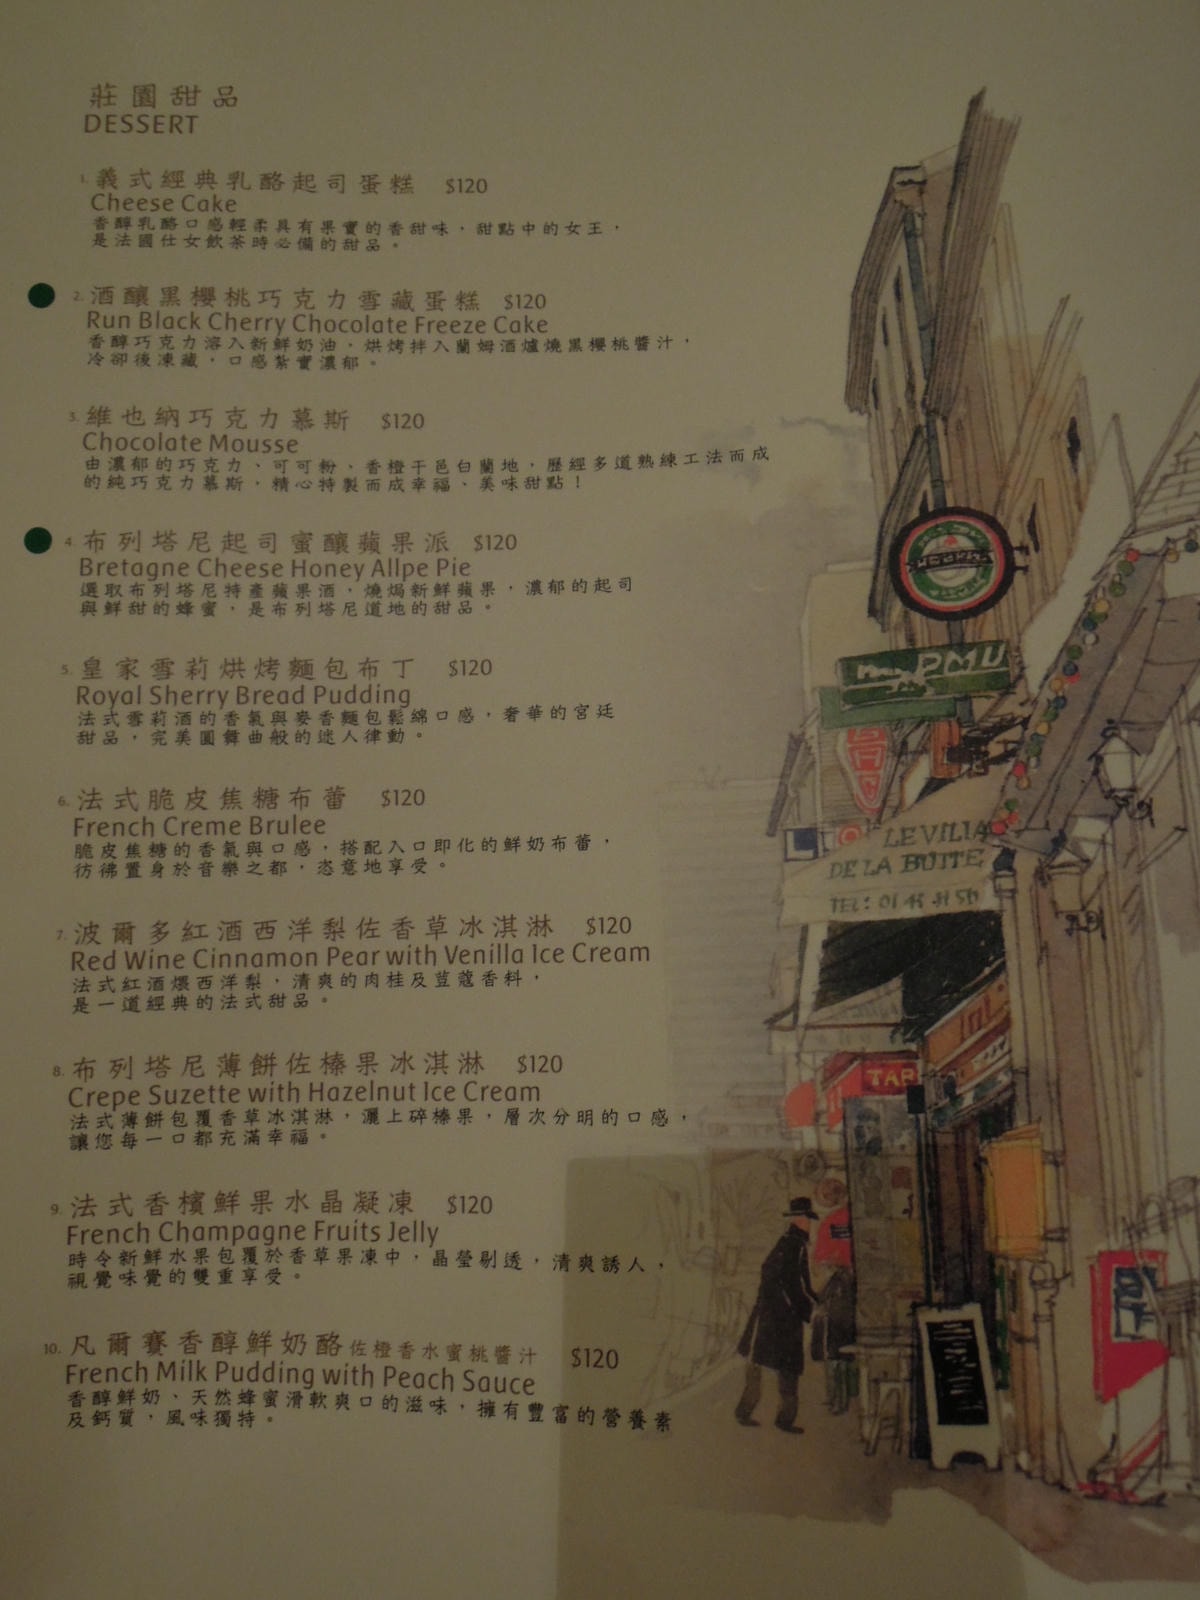 莊園甜品
DESSERT
1. 義式經典乳酪起司蛋糕 $120
Cheese Cake
香醇乳酪口感輕柔具有果實的香甜味，甜點中的女王，
是法國仕女飲茶時必備的甜品。
2. 酒釀黑櫻桃巧克力雪藏蛋糕 $120
Run Black Cherry Chocolate Freeze Cake
香醇巧克力溶入新鮮奶油，烘烤拌入蘭姆酒爐燒黑櫻桃醬汁，
冷卻後凍藏，口感紮實濃郁。
3. 維也納巧克力慕斯 $120
Chocolate Mousse
由濃郁的巧克力、可可粉、香橙干邑白蘭地，歷經多道熟練工法而成
的純巧克力慕斯，精心特製而成幸福、美味甜點！
4. 布列塔尼起司蜜釀蘋果派 $120
Bretagne Cheese Honey Allpe Pie
選取布列塔尼特產蘋果酒，燒焗新鮮蘋果，濃郁的起司
與鮮甜的蜂蜜，是布列塔尼道地的甜品。
5. 皇家雪莉烘烤麵包布丁 $120
Royal Sherry Bread Pudding
法式雪莉酒的香氣與麥香麵包鬆綿口感，奢華的宮廷
甜品，完美圓舞曲般的迷人律動。
6. 法式脆皮焦糖布蕾 $120
French Creme Brulee
脆皮焦糖的香氣與口感，搭配入口即化的鮮奶布蕾，
彷彿置身於音樂之都，恣意地享受。
7. 波爾多紅酒西洋梨佐香草冰淇淋 $120
Red Wine Cinnamon Pear with Venilla Ice Cream
法式紅酒煨西洋梨，清爽的肉桂及荳蔻香料，
是一道經典的法式甜品。
8. 布列塔尼薄餅佐榛果冰淇淋 $120
Crepe Suzette with Hazelnut Ice Cream
法式薄餅包覆香草冰淇淋，灑上碎榛果，層次分明的口感，
讓您每一口都充滿幸福。
9. 法式香檳鮮果水晶凝凍 $120
French Champagne Fruits Jelly
時令新鮮水果包覆於香草果凍中，晶瑩剔透，清爽誘人，
視覺味覺的雙重享受。
10. 凡爾賽香醇鮮奶酪佐橙香水蜜桃醬汁 $120
French Milk Pudding with Peach Sauce
香醇鮮奶、天然蜂蜜滑軟爽口的滋味，擁有豐富的營養素
及鈣質，風味獨特。
PMU
LE VILLA
DE LA BUTTE
TEL: 01